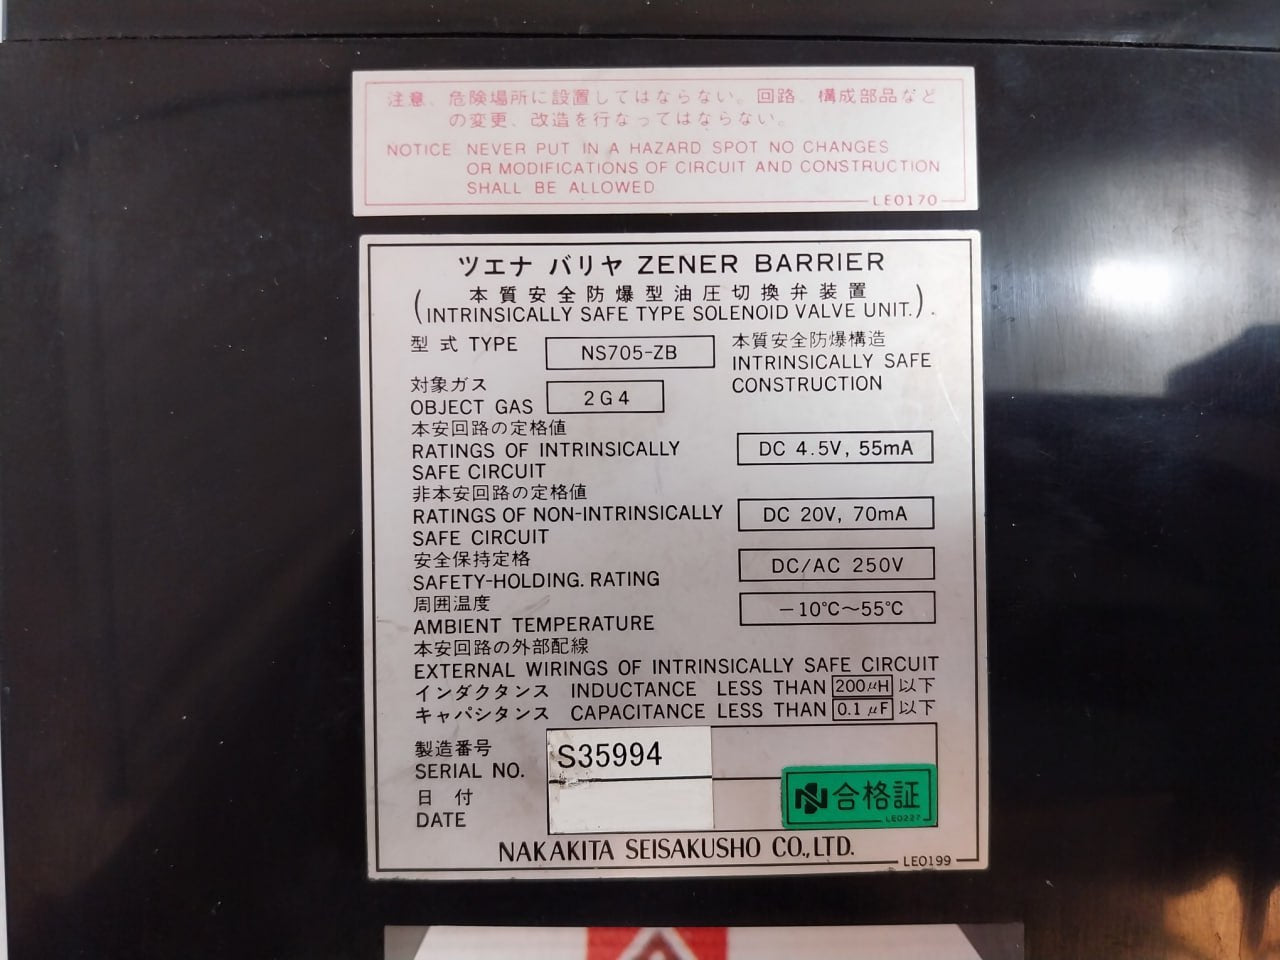 注意、危険場所に設置してはならない。回路、構成部品など
の変更、改造を行なってはならない。
NOTICE NEVER PUT IN A HAZARD SPOT NO CHANGES
OR MODIFICATIONS OF CIRCUIT AND CONSTRUCTION
SHALL BE ALLOWED
LE0170
ツエナ バリヤ ZENER BARRIER
(本質安全防爆型油圧切換弁装置
INTRINSICALLY SAFE TYPE SOLENOID VALVE UNIT.).
型式 TYPE NS705-ZB 本質安全防爆構造
INTRINSICALLY SAFE
CONSTRUCTION
対象ガス
OBJECT GAS 2G4
本安回路の定格値
RATINGS OF INTRINSICALLY DC 4.5V, 55mA
SAFE CIRCUIT
非本安回路の定格値
RATINGS OF NON-INTRINSICALLY DC 20V, 70mA
SAFE CIRCUIT
安全保持定格
SAFETY-HOLDING. RATING DC/AC 250V
周囲温度
AMBIENT TEMPERATURE -10℃~55℃
本安回路の外部配線
EXTERNAL WIRINGS OF INTRINSICALLY SAFE CIRCUIT
インダクタンス INDUCTANCE LESS THAN 200μH 以下
キャパシタンス CAPACITANCE LESS THAN 0.1μF 以下
製造番号
SERIAL NO. S35994
日 付
DATE
合格証
LE0227
NAKAKITA SEISAKUSHO CO.,LTD.
LE0199